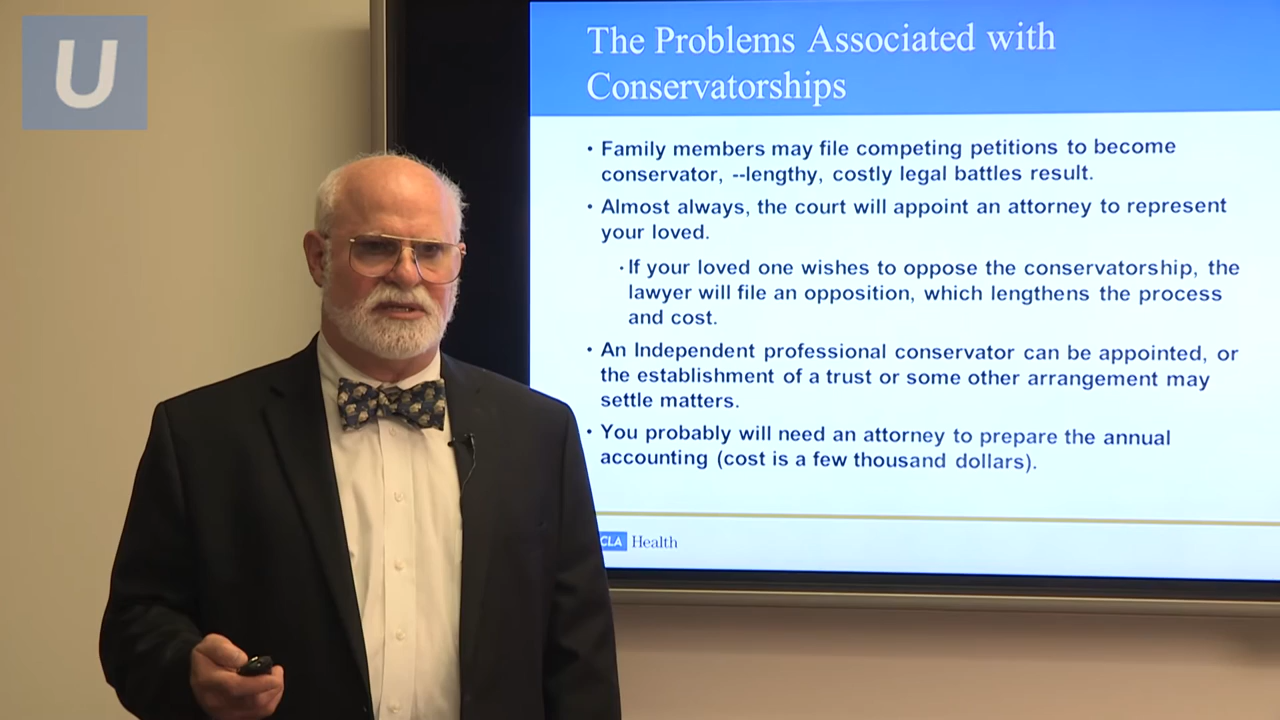 U
The Problems Associated with
Conservatorships
• Family members may file competing petitions to become
conservator, --lengthy, costly legal battles result.
• Almost always, the court will appoint an attorney to represent
your loved.
• If your loved one wishes to oppose the conservatorship, the
lawyer will file an opposition, which lengthens the process
and cost.
• An Independent professional conservator can be appointed, or
the establishment of a trust or some other arrangement may
settle matters.
• You probably will need an attorney to prepare the annual
accounting (cost is a few thousand dollars).
CLA Health